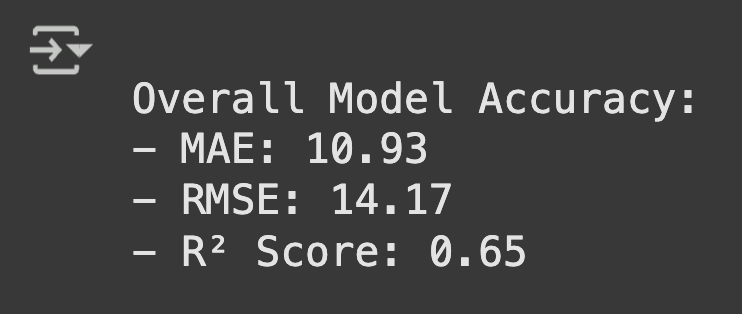 Overall Model Accuracy:
- MAE: 10.93
- RMSE: 14.17
- R² Score: 0.65